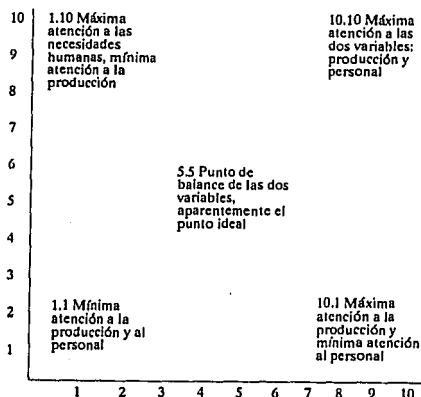 10
9
8
7
6
5
4
3
2
1
1.10 Máxima
atención a las
necesidades
humanas, mínima
atención a la
producción
10.10 Máxima
atención a las
dos variables:
producción y
personal
5.5 Punto de
balance de las dos
variables,
aparentemente el
punto ideal
1.1 Mínima
atención a la
producción y al
personal
10.1 Máxima
atención a la
producción y
mínima atención
al personal
1 2 3 4 5 6 7 8 9 10